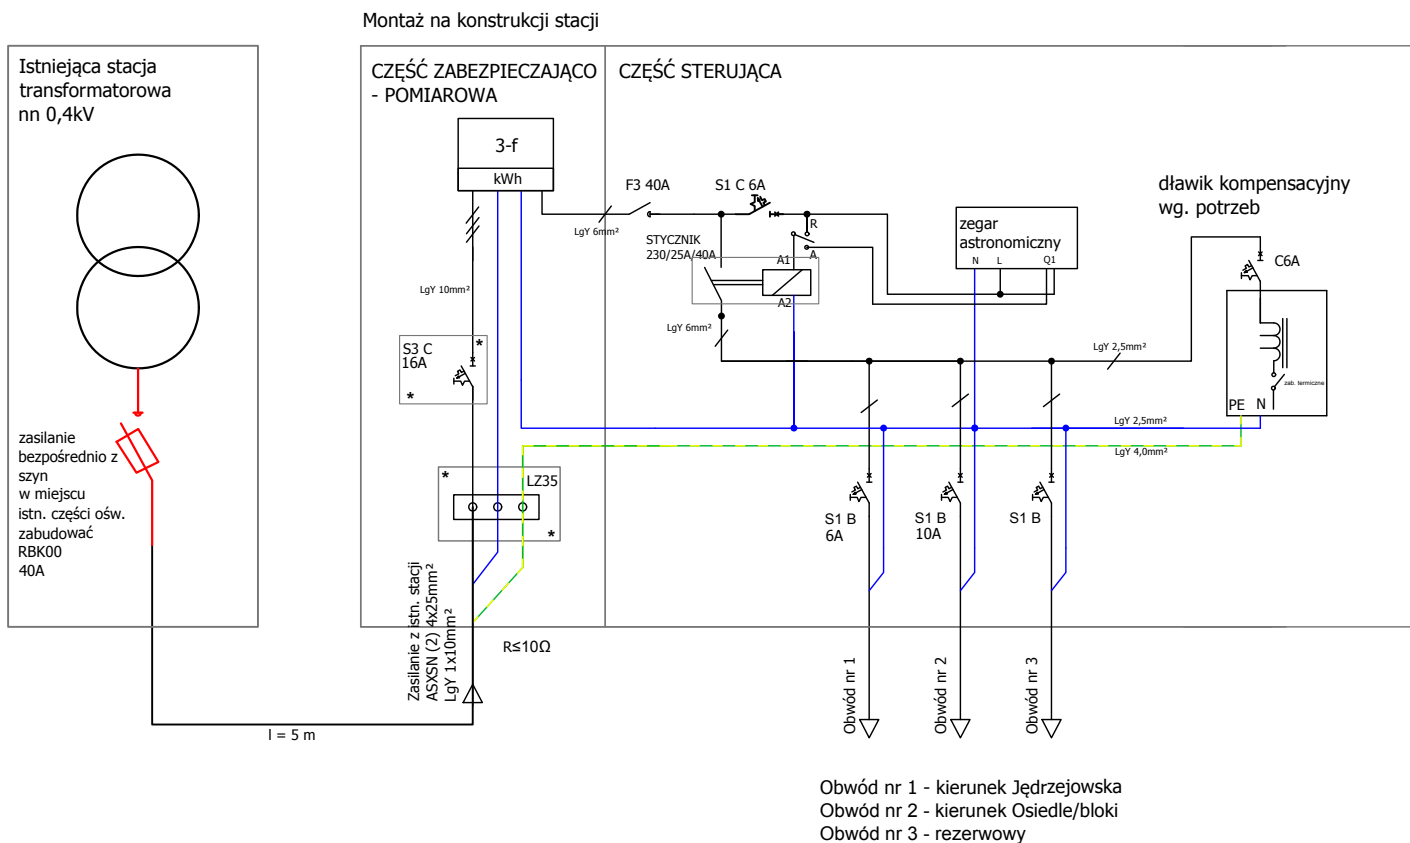 Montaż na konstrukcji stacji
Istniejąca stacja
transformatorowa
nn 0,4kV
CZĘŚĆ ZABEZPIECZAJĄCO
- POMIAROWA
CZĘŚĆ STERUJĄCA
3-f
kWh
F3 40A
S1 C 6A
LgY 6mm²
STYCZNIK
230/25A/40A
R
A
A1
A2
zegar
astronomiczny
N
L
Q1
dławik kompensacyjny
wg. potrzeb
C6A
LgY 10mm²
LgY 6mm²
LgY 2,5mm²
zab. termiczne
PE
N
S3 C
16A
*
*
LgY 2,5mm²
LgY 4,0mm²
zasilanie
bezpośrednio z
szyn
w miejscu
istn. części ośw.
zabudować
RBK00
40A
*
LZ35
*
S1 B
6A
S1 B
10A
S1 B
Zasilanie z istn. stacji
ASXSN (2) 4x25mm²
LgY 1x10mm²
R≤10Ω
l = 5 m
Obwód nr 1
Obwód nr 2
Obwód nr 3
Obwód nr 1 - kierunek Jędrzejowska
Obwód nr 2 - kierunek Osiedle/bloki
Obwód nr 3 - rezerwowy